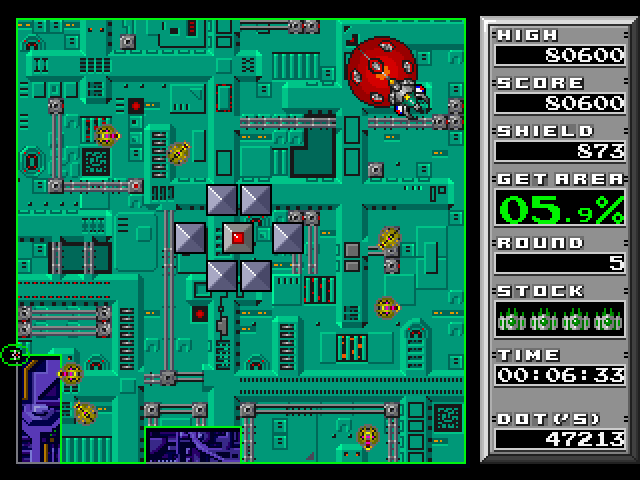 HIGH
80600
SCORE
80600
SHIELD
873
GET AREA
05.9%
ROUND
5
STOCK
TIME
00:06:33
DOT(/S)
47213
3